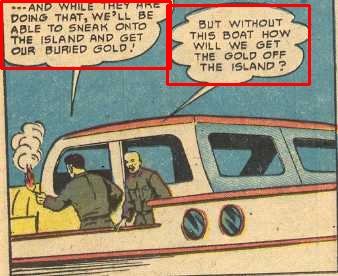 ---AND WHILE THEY ARE
DOING THAT, WE'LL BE
ABLE TO SNEAK ONTO
THE ISLAND AND GET
OUR BURIED GOLD!
BUT WITHOUT
THIS BOAT HOW
WILL WE GET
THE GOLD OFF
THE ISLAND?